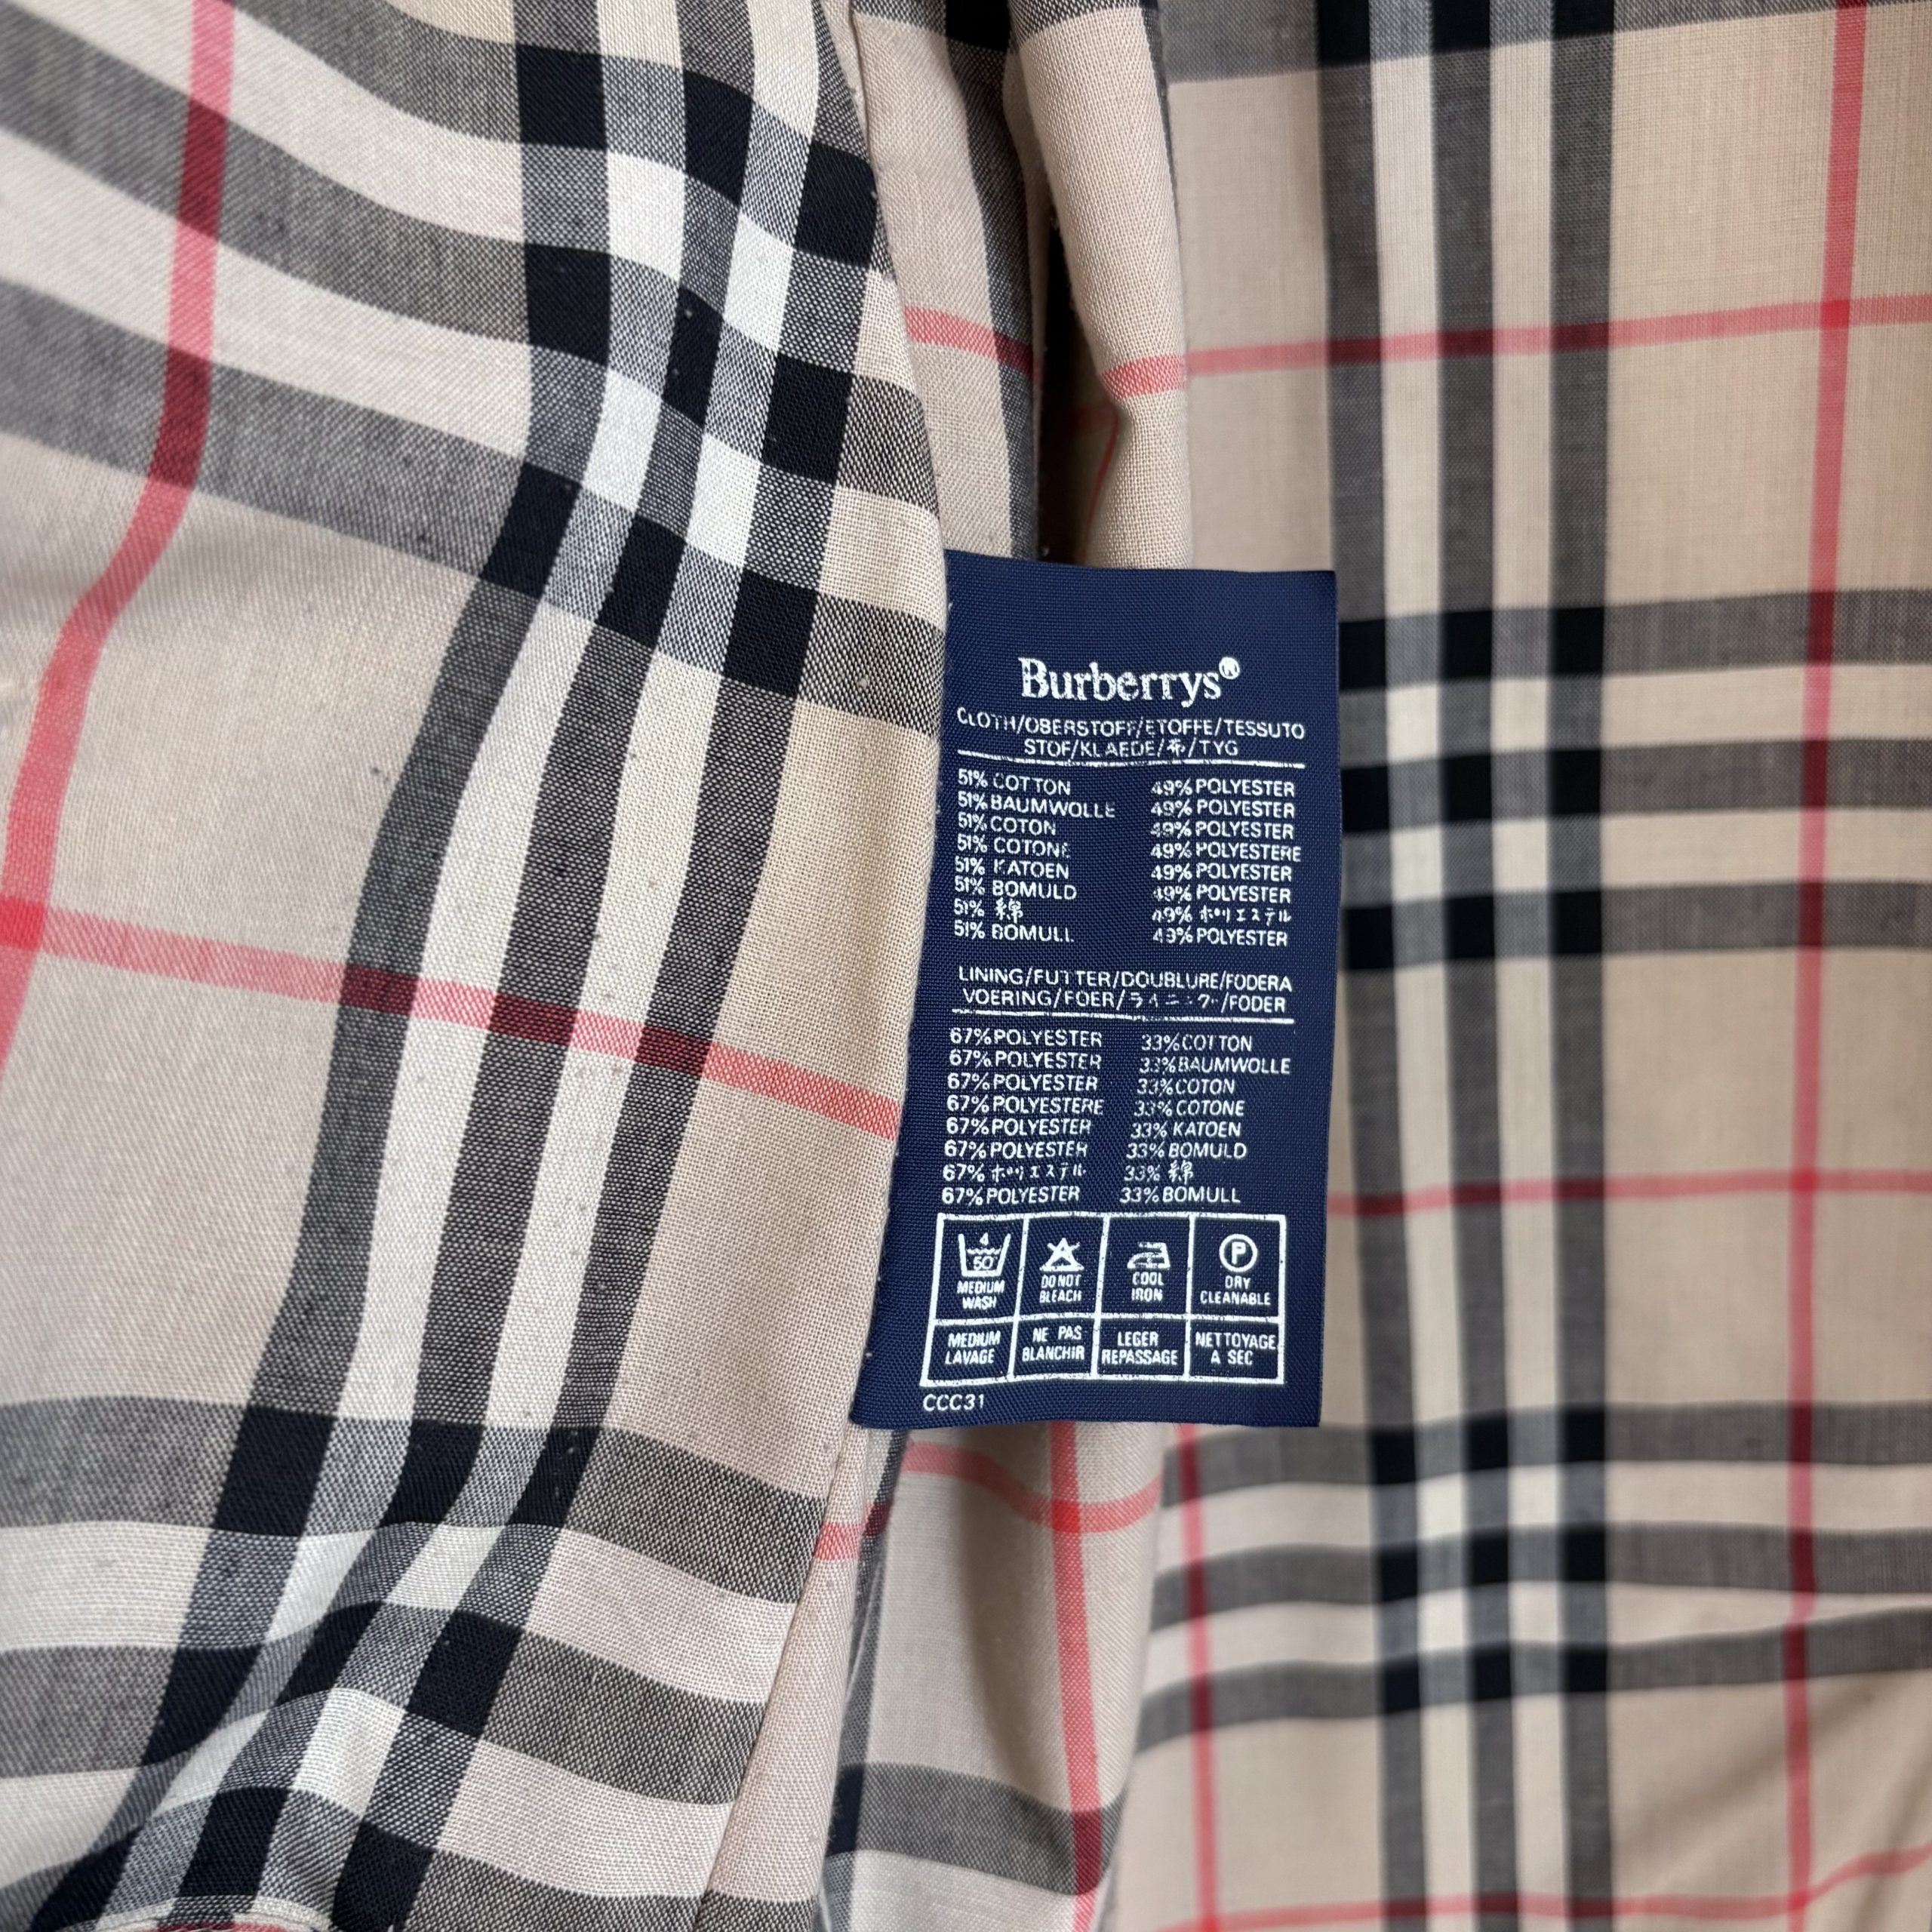 Burberrys®
CLOTH/OBERSTOFF/ETOFFE/TESSUTO
STOF/KLAEDE/布/TYG
51% COTTON 49% POLYESTER
51% BAUMWOLLE 49% POLYESTER
51% COTON 49% POLYESTER
51% COTONE 49% POLYESTERE
51% KATOEN 49% POLYESTER
51% BOMULD 49% POLYESTER
51% 綿 49% ポリエステル
51% BOMULL 49% POLYESTER
LINING/FUTTER/DOUBLURE/FODERA
VOERING/FOER/ライニング/FODER
67% POLYESTER 33% COTTON
67% POLYESTER 33% BAUMWOLLE
67% POLYESTER 33% COTON
67% POLYESTERE 33% COTONE
67% POLYESTER 33% KATOEN
67% POLYESTER 33% BOMULD
67% ポリエステル 33% 綿
67% POLYESTER 33% BOMULL
4 P
50°
MEDIUM WASH DO NOT BLEACH COOL IRON DRY CLEANABLE
MEDIUM LAVAGE NE PAS BLANCHIR LEGER REPASSAGE NETTOYAGE A SEC
CCC31